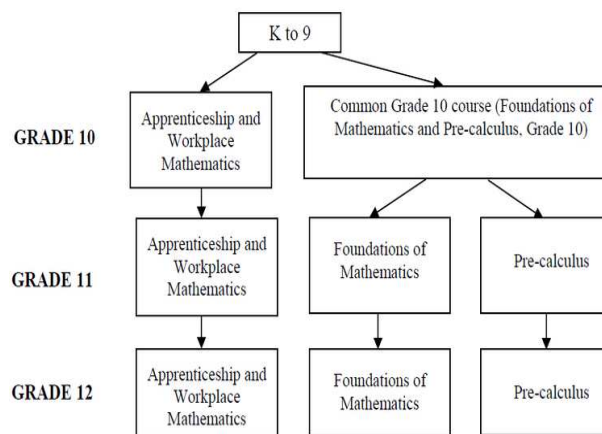 K to 9
GRADE 10
Apprenticeship and
Workplace
Mathematics
Common Grade 10 course (Foundations of
Mathematics and Pre-calculus, Grade 10)
GRADE 11
Apprenticeship and
Workplace
Mathematics
Foundations of
Mathematics
Pre-calculus
GRADE 12
Apprenticeship and
Workplace
Mathematics
Foundations of
Mathematics
Pre-calculus